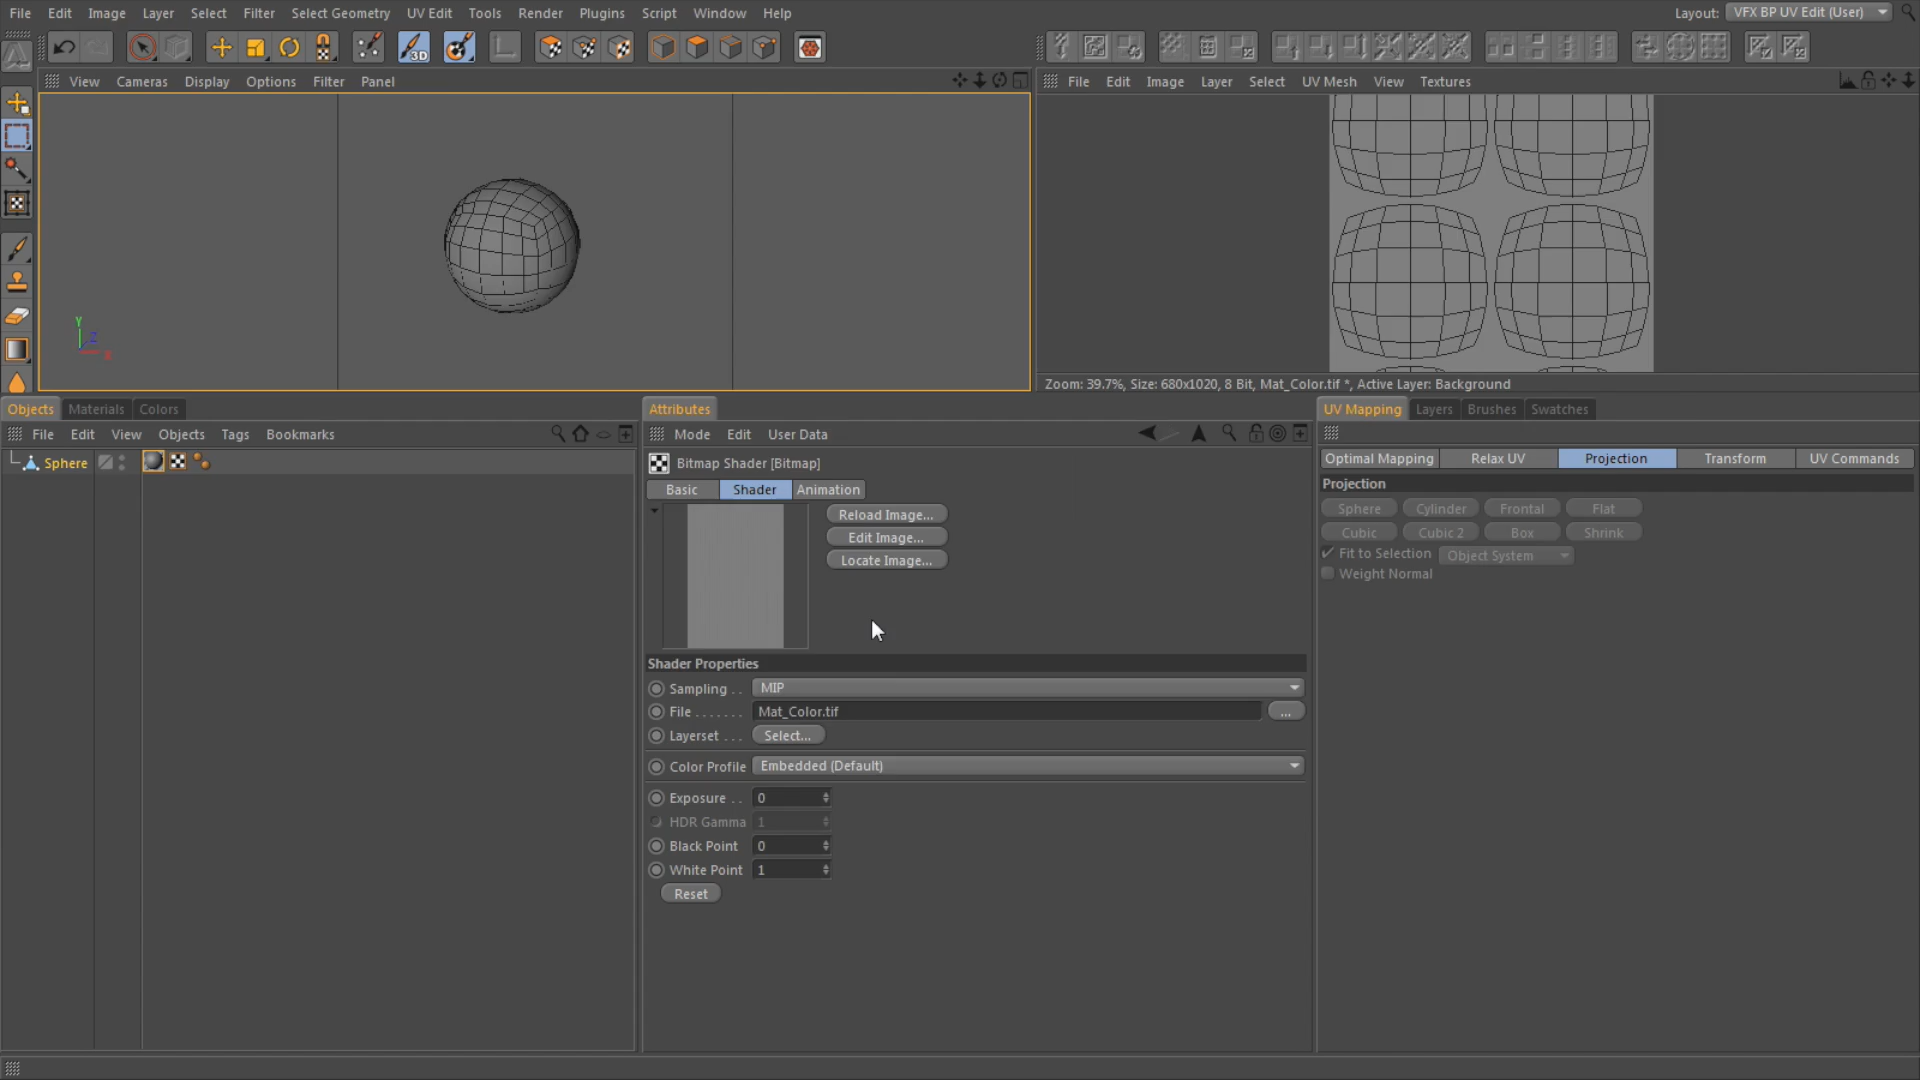 File Edit Image Layer Select Filter Select Geometry UV Edit Tools Render Plugins Script Window Help Layout: VFX BP UV Edit (User)
3D
View Cameras Display Options Filter Panel
File Edit Image Layer Select UV Mesh View Textures
Y
Z
X
Zoom: 39.7%, Size: 680x1020, 8 Bit, Mat_Color.tif *, Active Layer: Background
Objects Materials Colors
File Edit View Objects Tags Bookmarks
Sphere
Attributes
Mode Edit User Data
Bitmap Shader [Bitmap]
Basic Shader Animation
Reload Image...
Edit Image...
Locate Image...
Shader Properties
Sampling . . MIP
File . . . . . . . Mat_Color.tif ...
Layerset . . . Select...
Color Profile Embedded (Default)
Exposure . . 0
HDR Gamma 1
Black Point 0
White Point 1
Reset
UV Mapping Layers Brushes Swatches
Optimal Mapping Relax UV Projection Transform UV Commands
Projection
Sphere Cylinder Frontal Flat
Cubic Cubic 2 Box Shrink
Fit to Selection Object System
Weight Normal